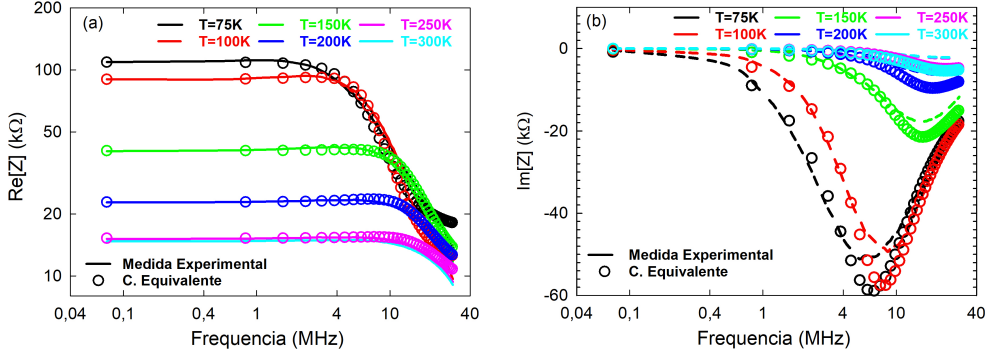 (a)
T=75K T=150K T=250K
T=100K T=200K T=300K
200
100
50
20
10
Re[Z] (kΩ)
Medida Experimental
C. Equivalente
0,04 0,1 0,4 1 4 10 40
Frequencia (MHz)
(b)
T=75K T=150K T=250K
T=100K T=200K T=300K
0
-20
-40
-60
Im[Z] (kΩ)
Medida Experimental
C. Equivalente
0,04 0,1 0,4 1 4 10 40
Frequencia (MHz)